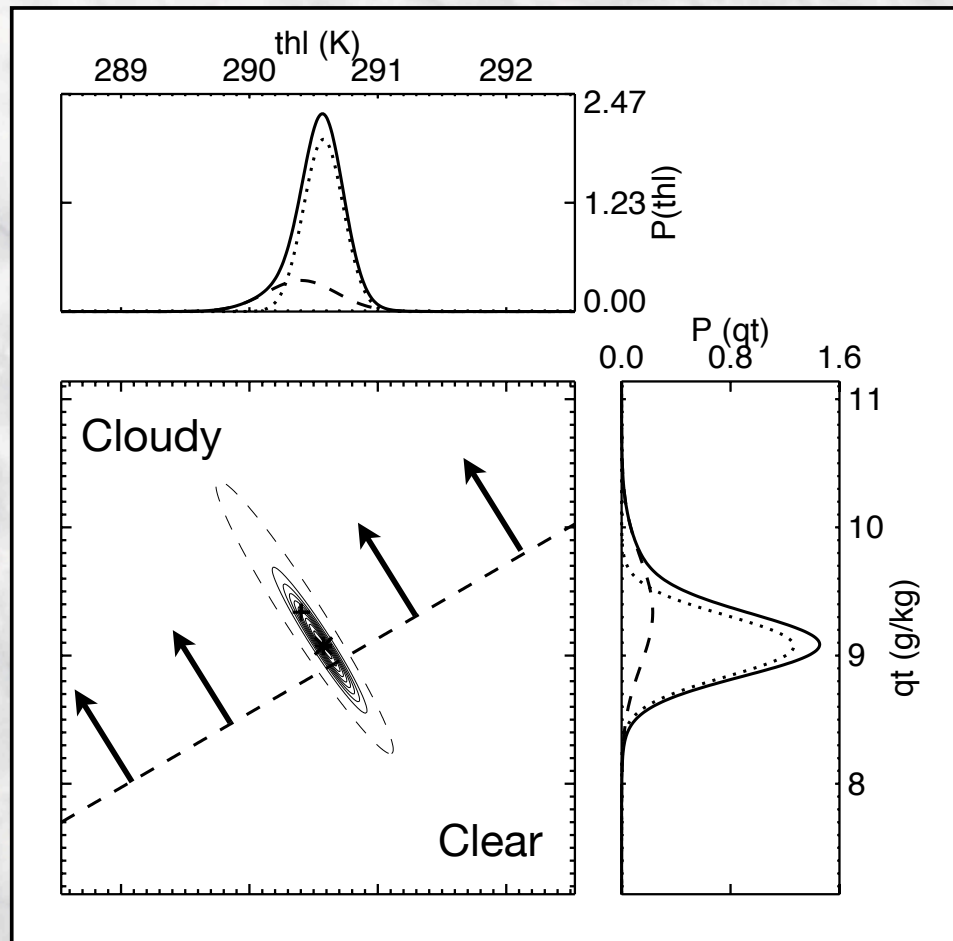 thl (K)
289 290 291 292
2.47
1.23
0.00
P(thl)
P (qt)
0.0 0.8 1.6
11
10
9
8
qt (g/kg)
Cloudy
Clear